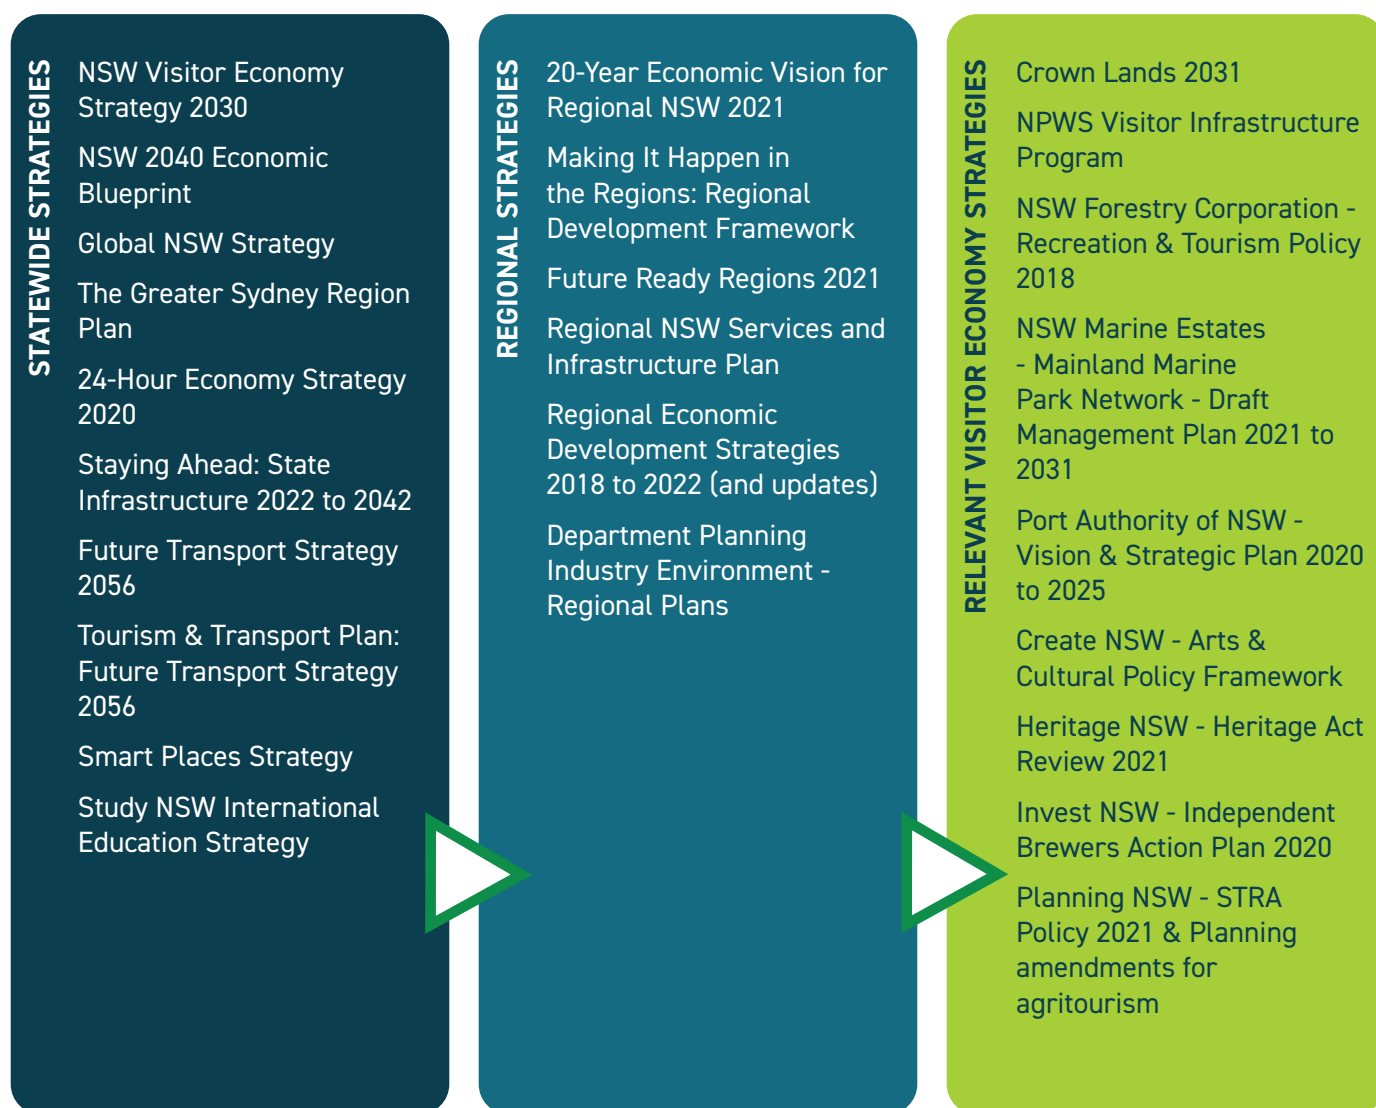 STATEWIDE STRATEGIES
NSW Visitor Economy
Strategy 2030
NSW 2040 Economic
Blueprint
Global NSW Strategy
The Greater Sydney Region
Plan
24-Hour Economy Strategy
2020
Staying Ahead: State
Infrastructure 2022 to 2042
Future Transport Strategy
2056
Tourism & Transport Plan:
Future Transport Strategy
2056
Smart Places Strategy
Study NSW International
Education Strategy
REGIONAL STRATEGIES
20-Year Economic Vision for
Regional NSW 2021
Making It Happen in
the Regions: Regional
Development Framework
Future Ready Regions 2021
Regional NSW Services and
Infrastructure Plan
Regional Economic
Development Strategies
2018 to 2022 (and updates)
Department Planning
Industry Environment -
Regional Plans
RELEVANT VISITOR ECONOMY STRATEGIES
Crown Lands 2031
NPWS Visitor Infrastructure
Program
NSW Forestry Corporation -
Recreation & Tourism Policy
2018
NSW Marine Estates
- Mainland Marine
Park Network - Draft
Management Plan 2021 to
2031
Port Authority of NSW -
Vision & Strategic Plan 2020
to 2025
Create NSW - Arts &
Cultural Policy Framework
Heritage NSW - Heritage Act
Review 2021
Invest NSW - Independent
Brewers Action Plan 2020
Planning NSW - STRA
Policy 2021 & Planning
amendments for
agritourism